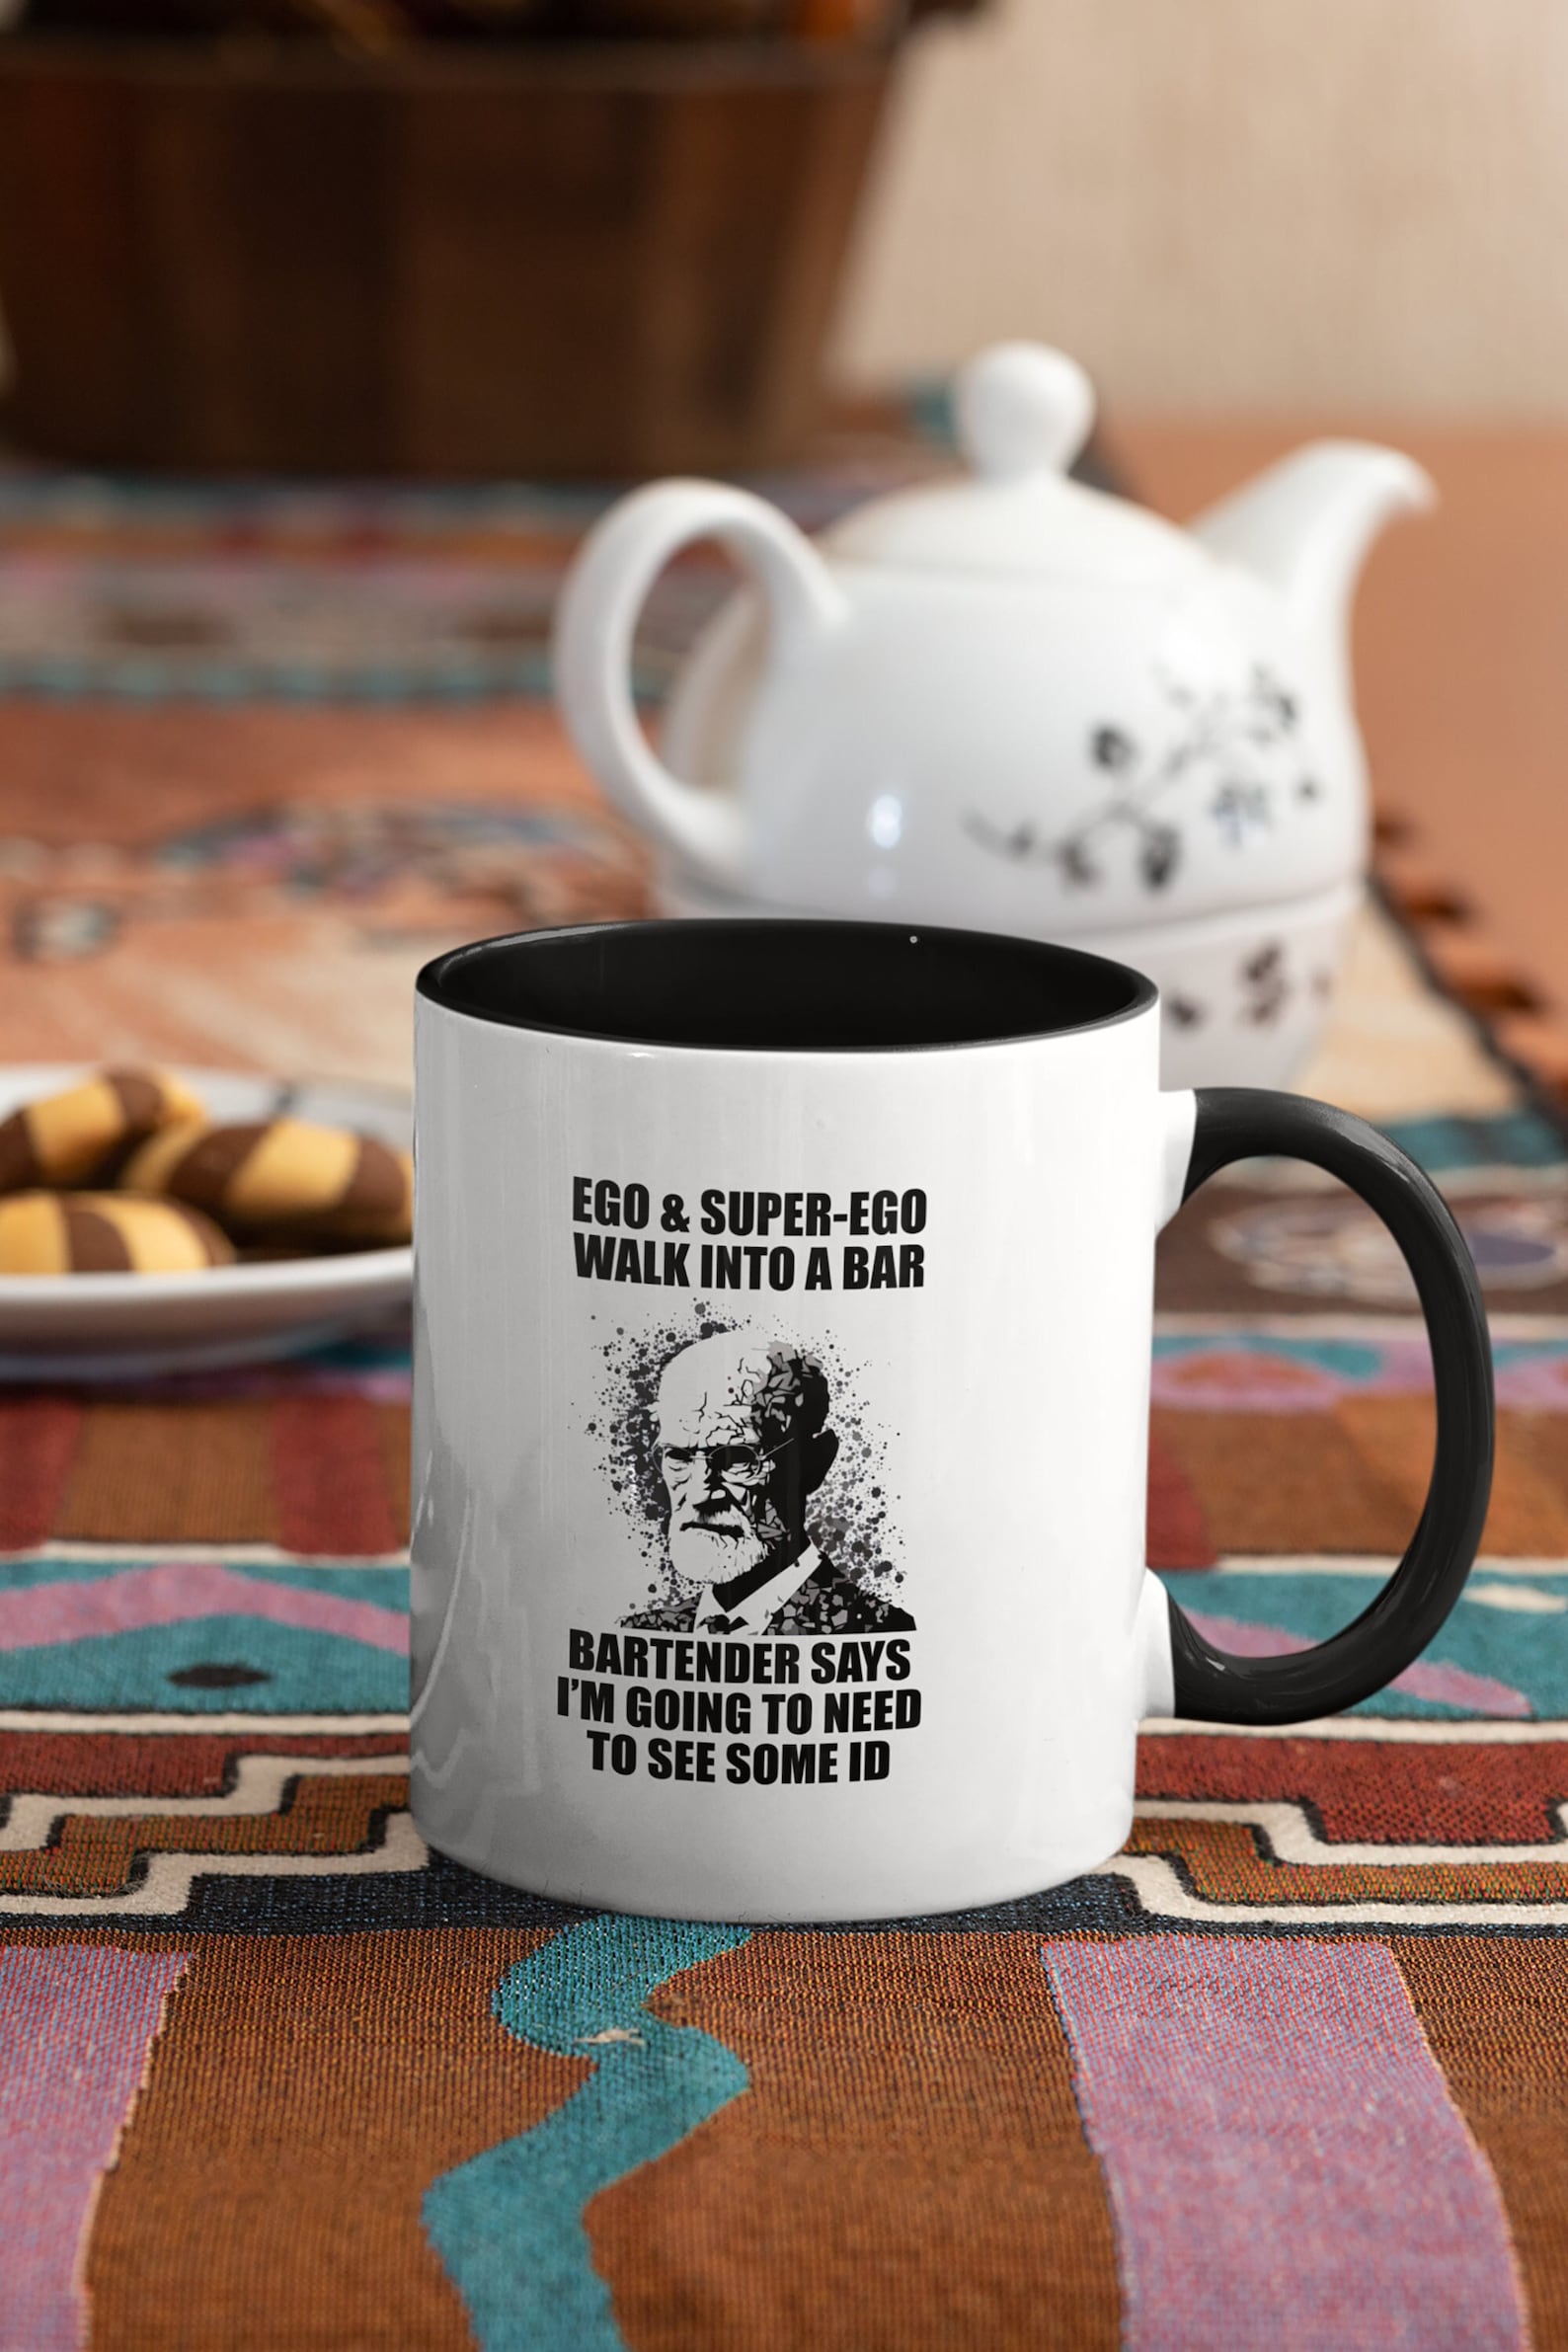 EGO & SUPER-EGO
WALK INTO A BAR
BARTENDER SAYS
I'M GOING TO NEED
TO SEE SOME ID